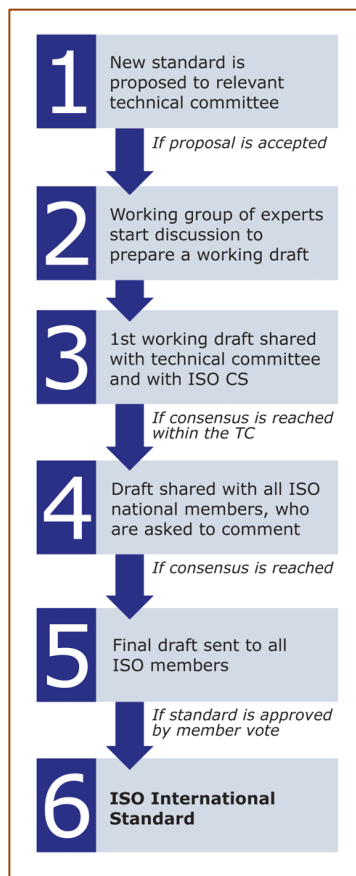 1
New standard is
proposed to relevant
technical committee
If proposal is accepted
2
Working group of experts
start discussion to
prepare a working draft
3
1st working draft shared
with technical committee
and with ISO CS
If consensus is reached
within the TC
4
Draft shared with all ISO
national members, who
are asked to comment
If consensus is reached
5
Final draft sent to all
ISO members
If standard is approved
by member vote
6
ISO International
Standard